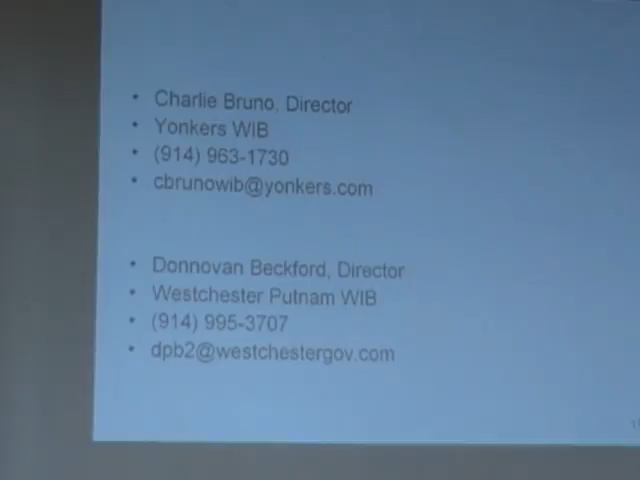 • Charlie Bruno, Director
• Yonkers WIB
• (914) 963-1730
• cbrunowib@yonkers.com
• Donnovan Beckford, Director
• Westchester Putnam WIB
• (914) 995-3707
• dpb2@westchestergov.com